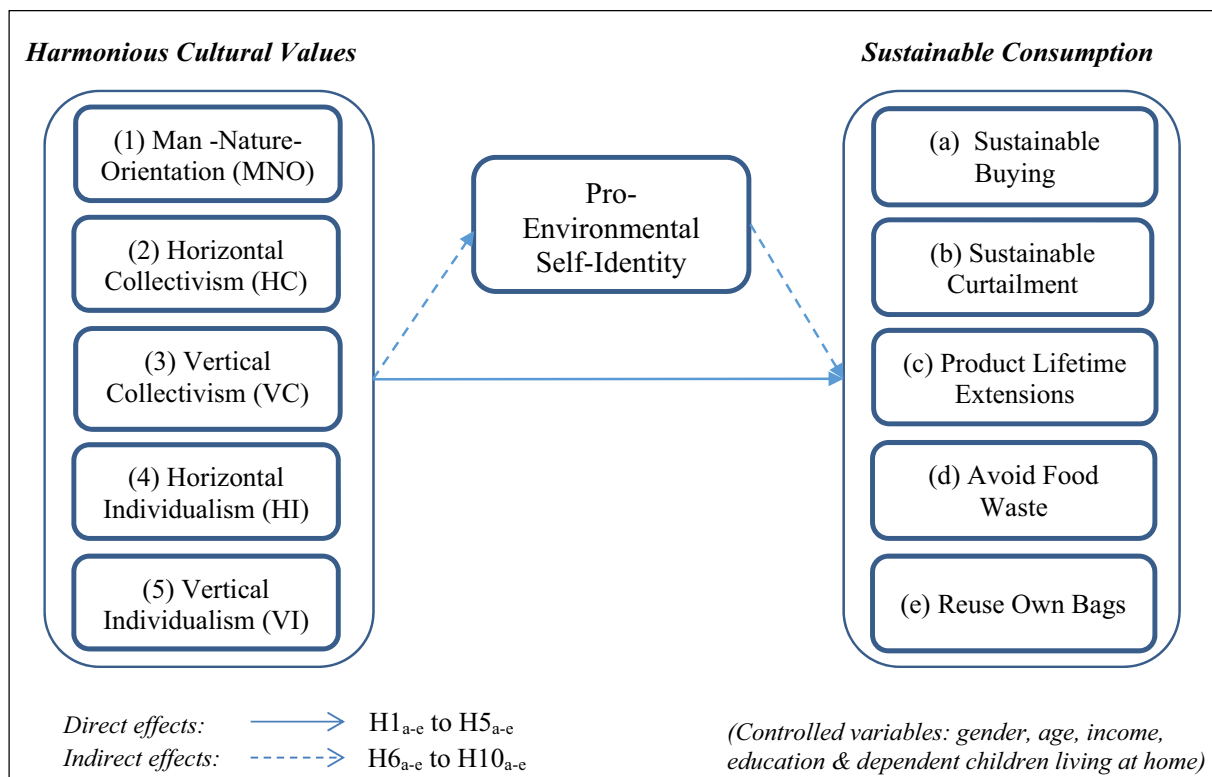 Harmonious Cultural Values
(1) Man -Nature-
Orientation (MNO)
(2) Horizontal
Collectivism (HC)
(3) Vertical
Collectivism (VC)
(4) Horizontal
Individualism (HI)
(5) Vertical
Individualism (VI)
Pro-
Environmental
Self-Identity
Sustainable Consumption
(a) Sustainable
Buying
(b) Sustainable
Curtailment
(c) Product Lifetime
Extensions
(d) Avoid Food
Waste
(e) Reuse Own Bags
Direct effects: H1a-e to H5a-e
Indirect effects: H6a-e to H10a-e
(Controlled variables: gender, age, income,
education & dependent children living at home)